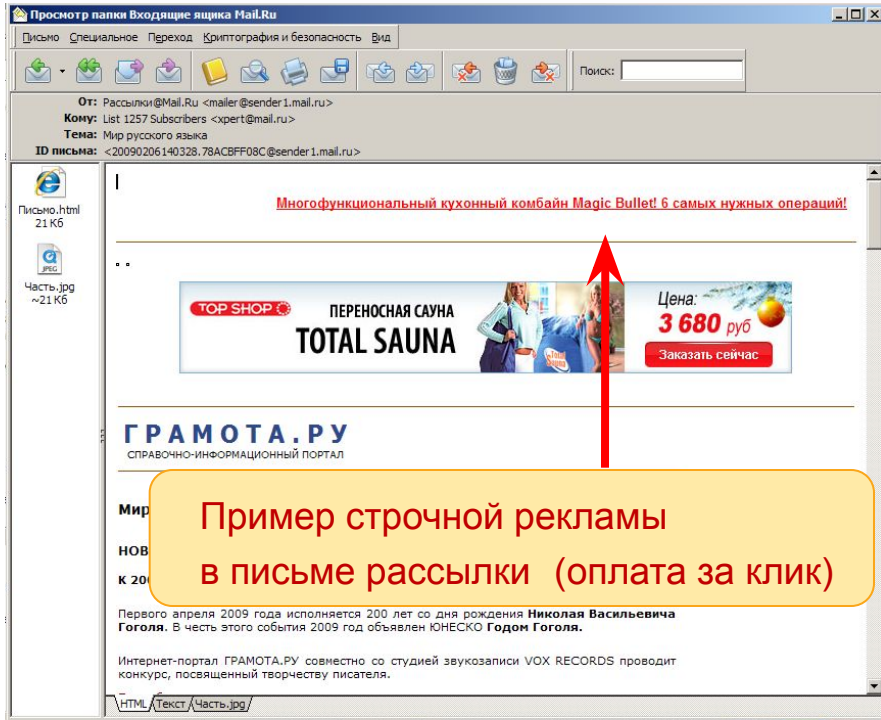 Просмотр папки Входящие ящика Mail.Ru
Письмо Специальное Переход Криптография и безопасность Вид
Поиск:
От: Рассылки@Mail.Ru <mailer@sender1.mail.ru>
Кому: List 1257 Subscribers <xpert@mail.ru>
Тема: Мир русского языка
ID письма: <20090206140328.78ACBFF08C@sender1.mail.ru>
Письмо.html
21 Кб
JPEG
Часть.jpg
~21 Кб
Многофункциональный кухонный комбайн Magic Bullet! 6 самых нужных операций!
TOP SHOP
ПЕРЕНОСНАЯ САУНА
TOTAL SAUNA
Total Sauna
Цена:
3 680 руб
Заказать сейчас
ГРАМОТА.РУ
СПРАВОЧНО-ИНФОРМАЦИОННЫЙ ПОРТАЛ
Мир
НОВ
К 20
Пример строчной рекламы
в письме рассылки (оплата за клик)
Первого апреля 2009 года исполняется 200 лет со дня рождения Николая Васильевича
Гоголя. В честь этого события 2009 год объявлен ЮНЕСКО Годом Гоголя.
Интернет-портал ГРАМОТА.РУ совместно со студией звукозаписи VOX RECORDS проводит
конкурс, посвященный творчеству писателя.
HTML Текст Часть.jpg